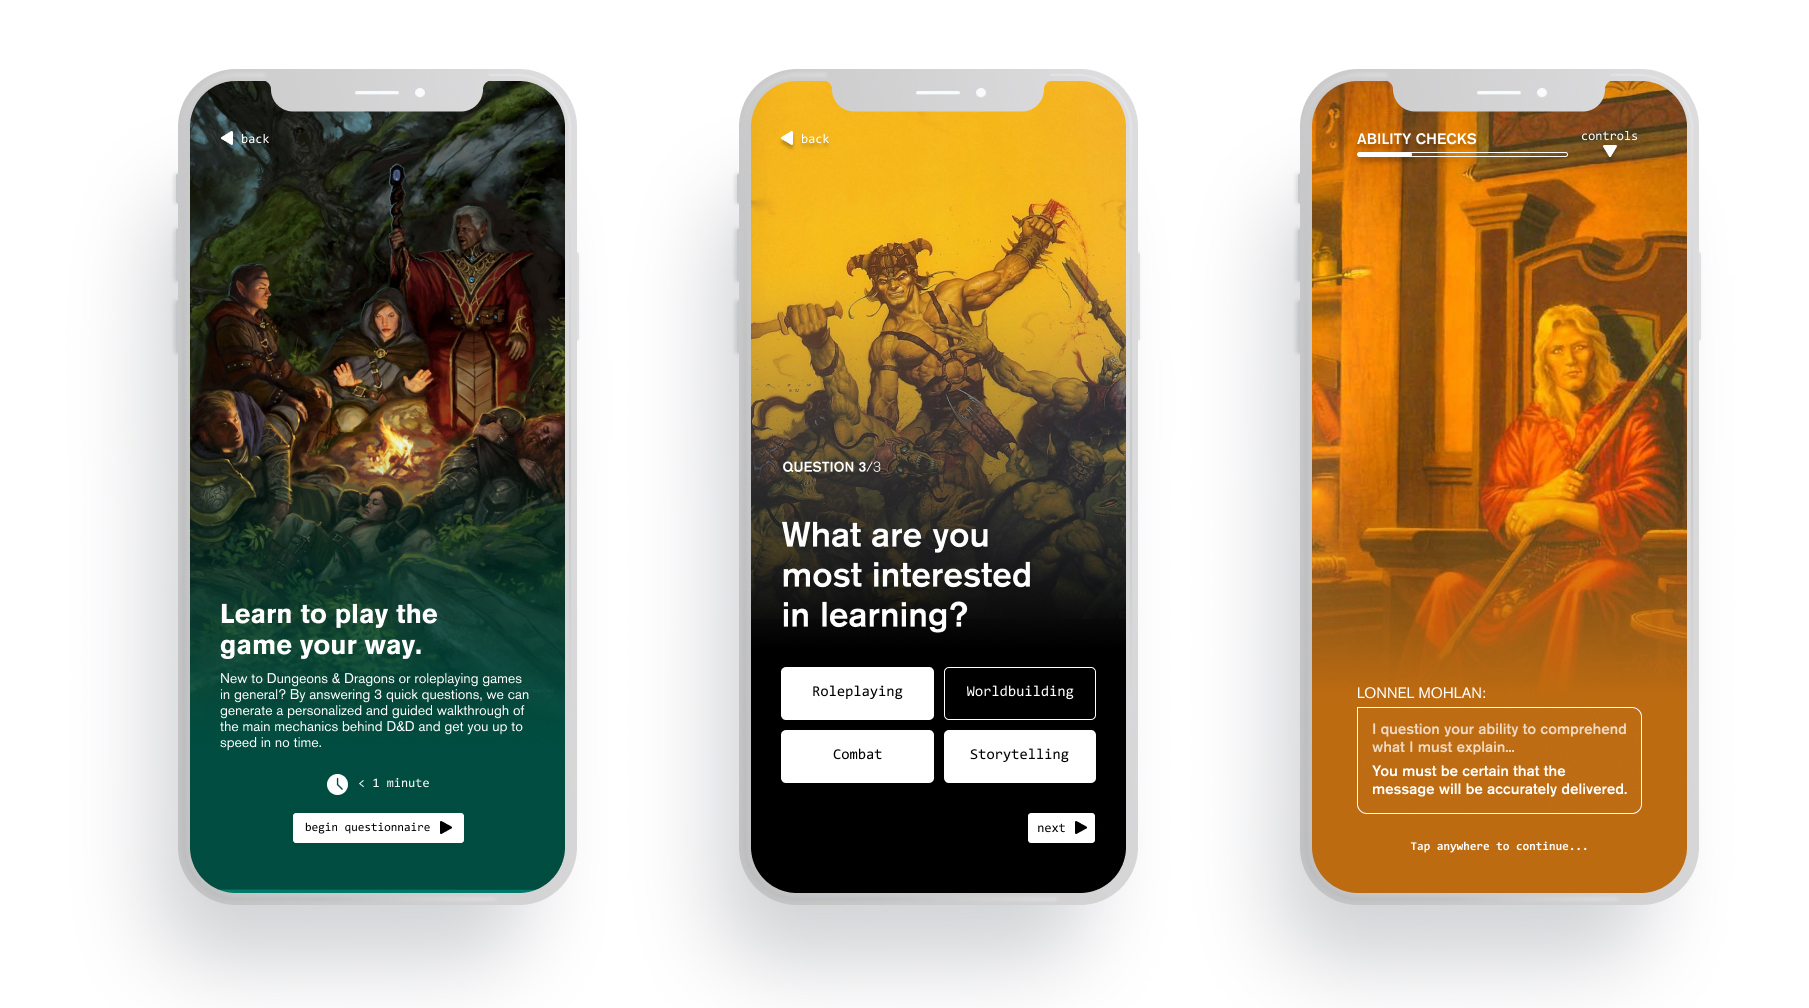 back
Learn to play the
game your way.
New to Dungeons & Dragons or roleplaying games
in general? By answering 3 quick questions, we can
generate a personalized and guided walkthrough of
the main mechanics behind D&D and get you up to
speed in no time.
< 1 minute
begin questionnaire
back
QUESTION 3/3
What are you
most interested
in learning?
Roleplaying
Worldbuilding
Combat
Storytelling
next
ABILITY CHECKS
controls
LONNEL MOHLAN:
I question your ability to comprehend
what I must explain...
You must be certain that the
message will be accurately delivered.
Tap anywhere to continue...